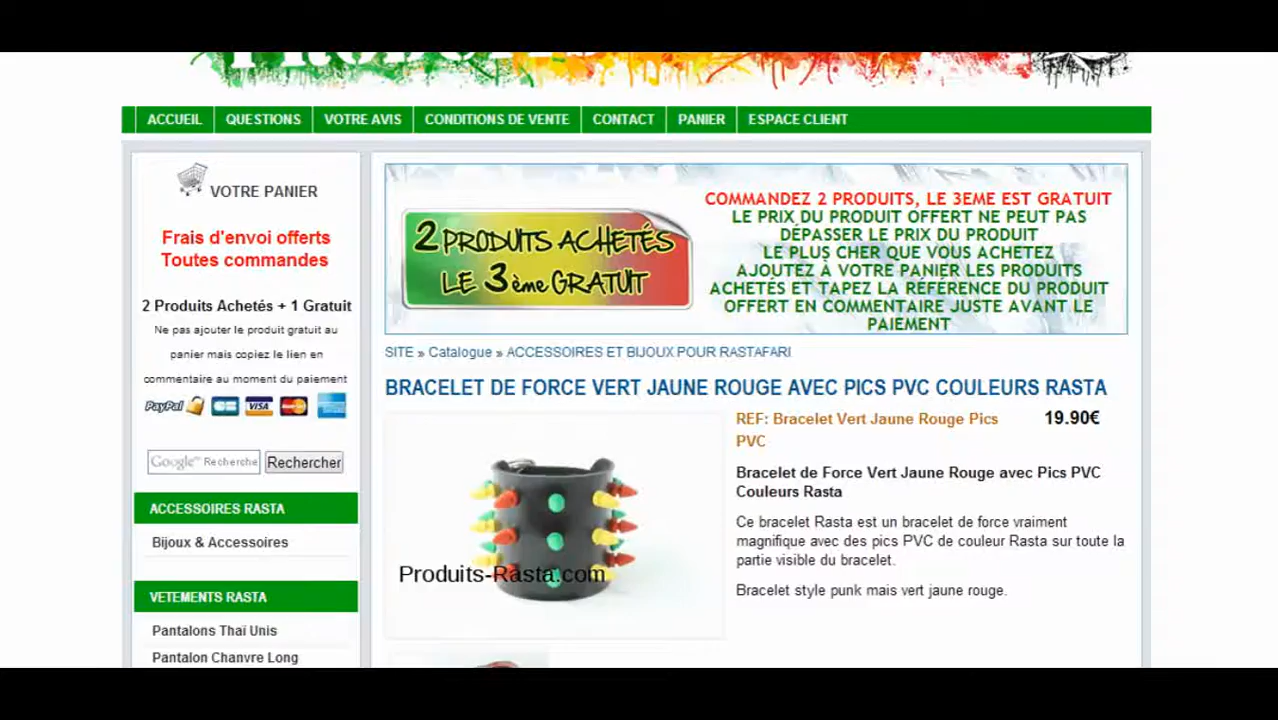 ACCUEIL QUESTIONS VOTRE AVIS CONDITIONS DE VENTE CONTACT PANIER ESPACE CLIENT
VOTRE PANIER
Frais d'envoi offerts
Toutes commandes
2 Produits Achetés + 1 Gratuit
Ne pas ajouter le produit gratuit au
panier mais copiez le lien en
commentaire au moment du paiement
PayPal VISA
Google Recherche Rechercher
ACCESSOIRES RASTA
Bijoux & Accessoires
VETEMENTS RASTA
Pantalons Thaï Unis
Pantalon Chanvre Long
2 PRODUITS ACHETÉS
LE 3ème GRATUIT
COMMANDEZ 2 PRODUITS, LE 3EME EST GRATUIT
LE PRIX DU PRODUIT OFFERT NE PEUT PAS
DÉPASSER LE PRIX DU PRODUIT
LE PLUS CHER QUE VOUS ACHETEZ
AJOUTEZ À VOTRE PANIER LES PRODUITS
ACHETÉS ET TAPEZ LA RÉFÉRENCE DU PRODUIT
OFFERT EN COMMENTAIRE JUSTE AVANT LE
PAIEMENT
SITE » Catalogue » ACCESSOIRES ET BIJOUX POUR RASTAFARI
BRACELET DE FORCE VERT JAUNE ROUGE AVEC PICS PVC COULEURS RASTA
Produits-Rasta.com
REF: Bracelet Vert Jaune Rouge Pics 19.90€
PVC
Bracelet de Force Vert Jaune Rouge avec Pics PVC
Couleurs Rasta
Ce bracelet Rasta est un bracelet de force vraiment
magnifique avec des pics PVC de couleur Rasta sur toute la
partie visible du bracelet.
Bracelet style punk mais vert jaune rouge.